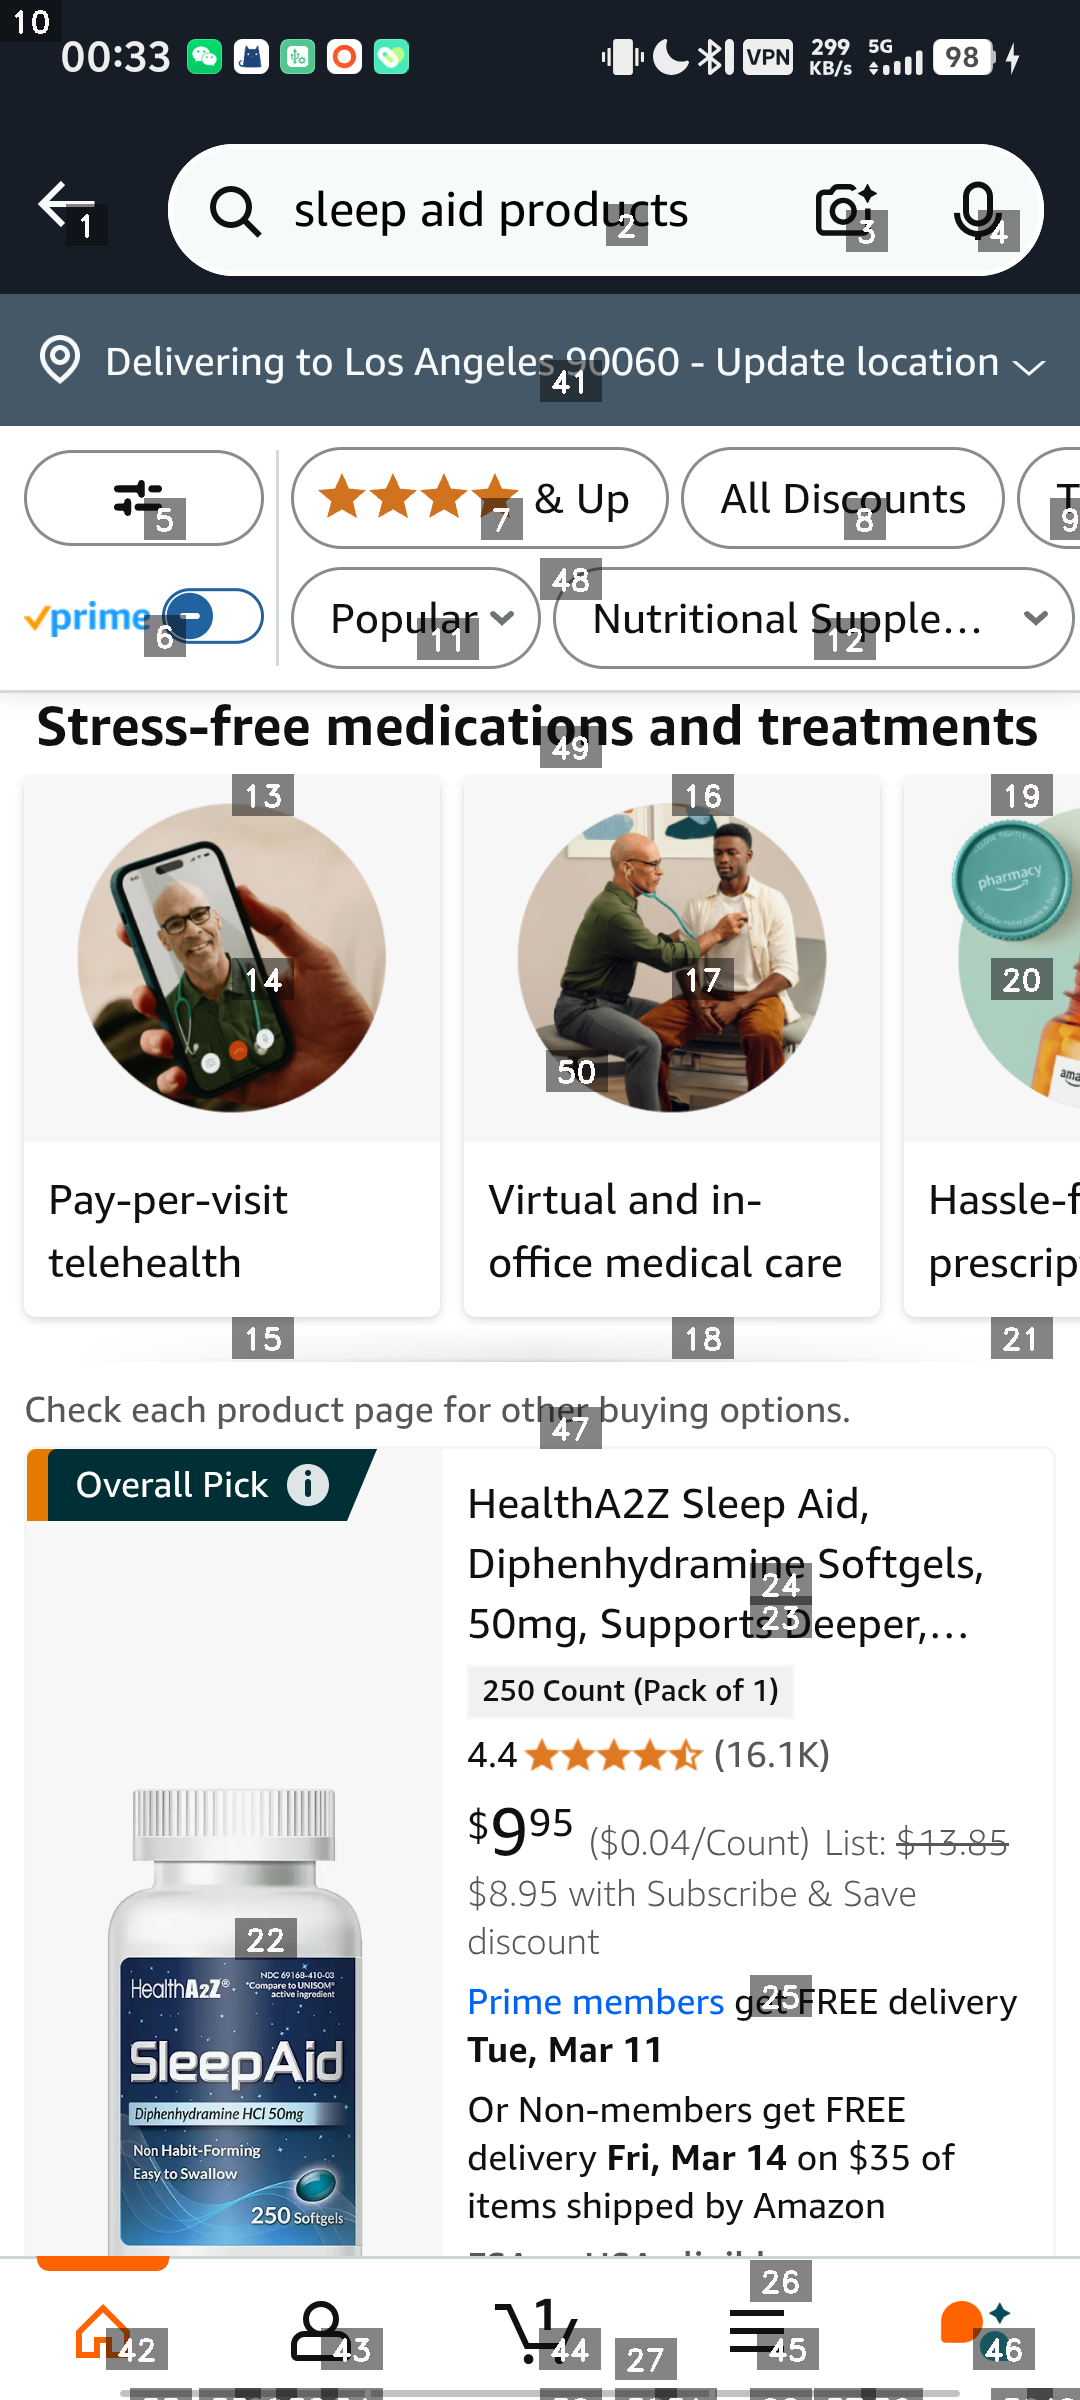 10
00:33
VPN
299
KB/s
5G
98
1
sleep aid products
2
3
4
Delivering to Los Angeles 90060 - Update location
41
5
& Up
7
All Discounts
8
T
9
prime
6
48
Popular
11
Nutritional Supple...
12
Stress-free medications and treatments
49
13
16
19
pharmacy
14
17
20
50
Pay-per-visit
telehealth
Virtual and in-
office medical care
Hassle-f
prescrip
15
18
21
Check each product page for other buying options.
47
Overall Pick
HealthA2Z Sleep Aid,
Diphenhydramine Softgels,
24
50mg, Supports Deeper,...
23
250 Count (Pack of 1)
4.4 (16.1K)
$9.95 ($0.04/Count) List: $13.85
$8.95 with Subscribe & Save
discount
22
HealthA2Z®
NDC 69168-410-03
*Compare to UNISOM®
active ingredient
SleepAid
Diphenhydramine HCl 50mg
Non Habit-Forming
Easy to Swallow
250 Softgels
Prime members get FREE delivery
25
Tue, Mar 11
Or Non-members get FREE
delivery Fri, Mar 14 on $35 of
items shipped by Amazon
26
1
42
43
44
27
45
46